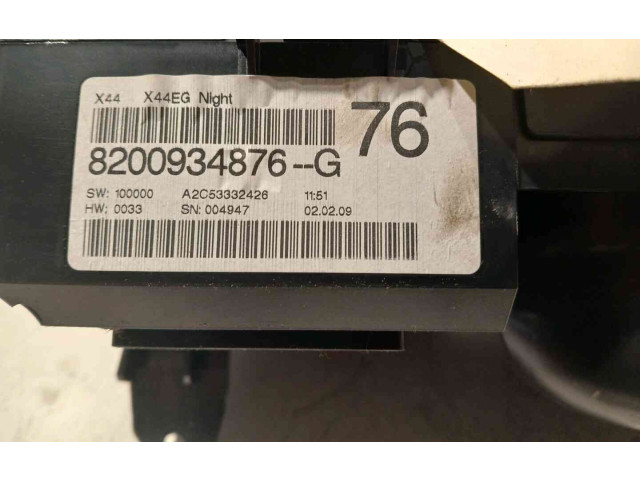 X44 X44EG Night
76
8200934876--G
SW: 100000 A2C53332426 11:51
HW: 0033 SN: 004947 02.02.09